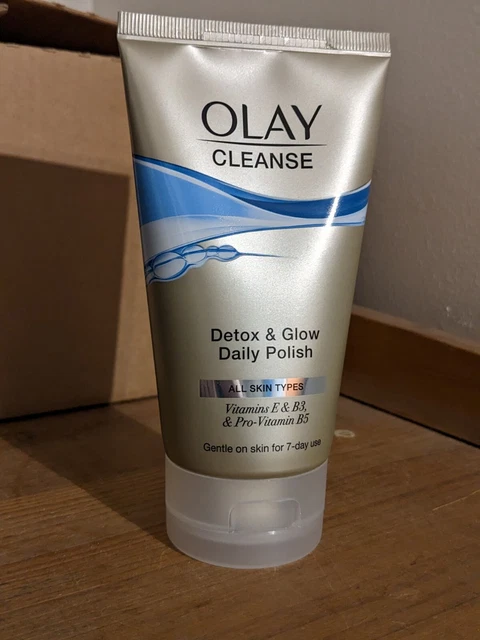 OLAY
CLEANSE
Detox & Glow
Daily Polish
ALL SKIN TYPES
Vitamins E & B3,
& Pro-Vitamin B5
Gentle on skin for 7-day use